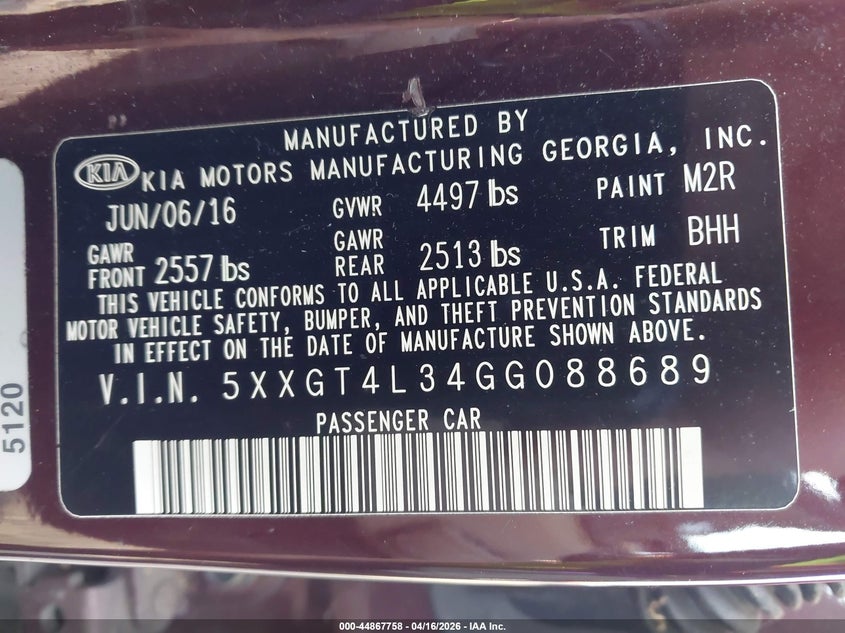 MANUFACTURED BY
KIA KIA MOTORS MANUFACTURING GEORGIA, INC.
JUN/06/16 GVWR 4497 lbs PAINT M2R
GAWR FRONT 2557 lbs GAWR REAR 2513 lbs TRIM BHH
THIS VEHICLE CONFORMS TO ALL APPLICABLE U.S.A. FEDERAL
MOTOR VEHICLE SAFETY, BUMPER, AND THEFT PREVENTION STANDARDS
IN EFFECT ON THE DATE OF MANUFACTURE SHOWN ABOVE.
V.I.N. 5XXGT4L34GG088689
PASSENGER CAR
5120
000-44867758 - 04/16/2026 - IAA Inc.